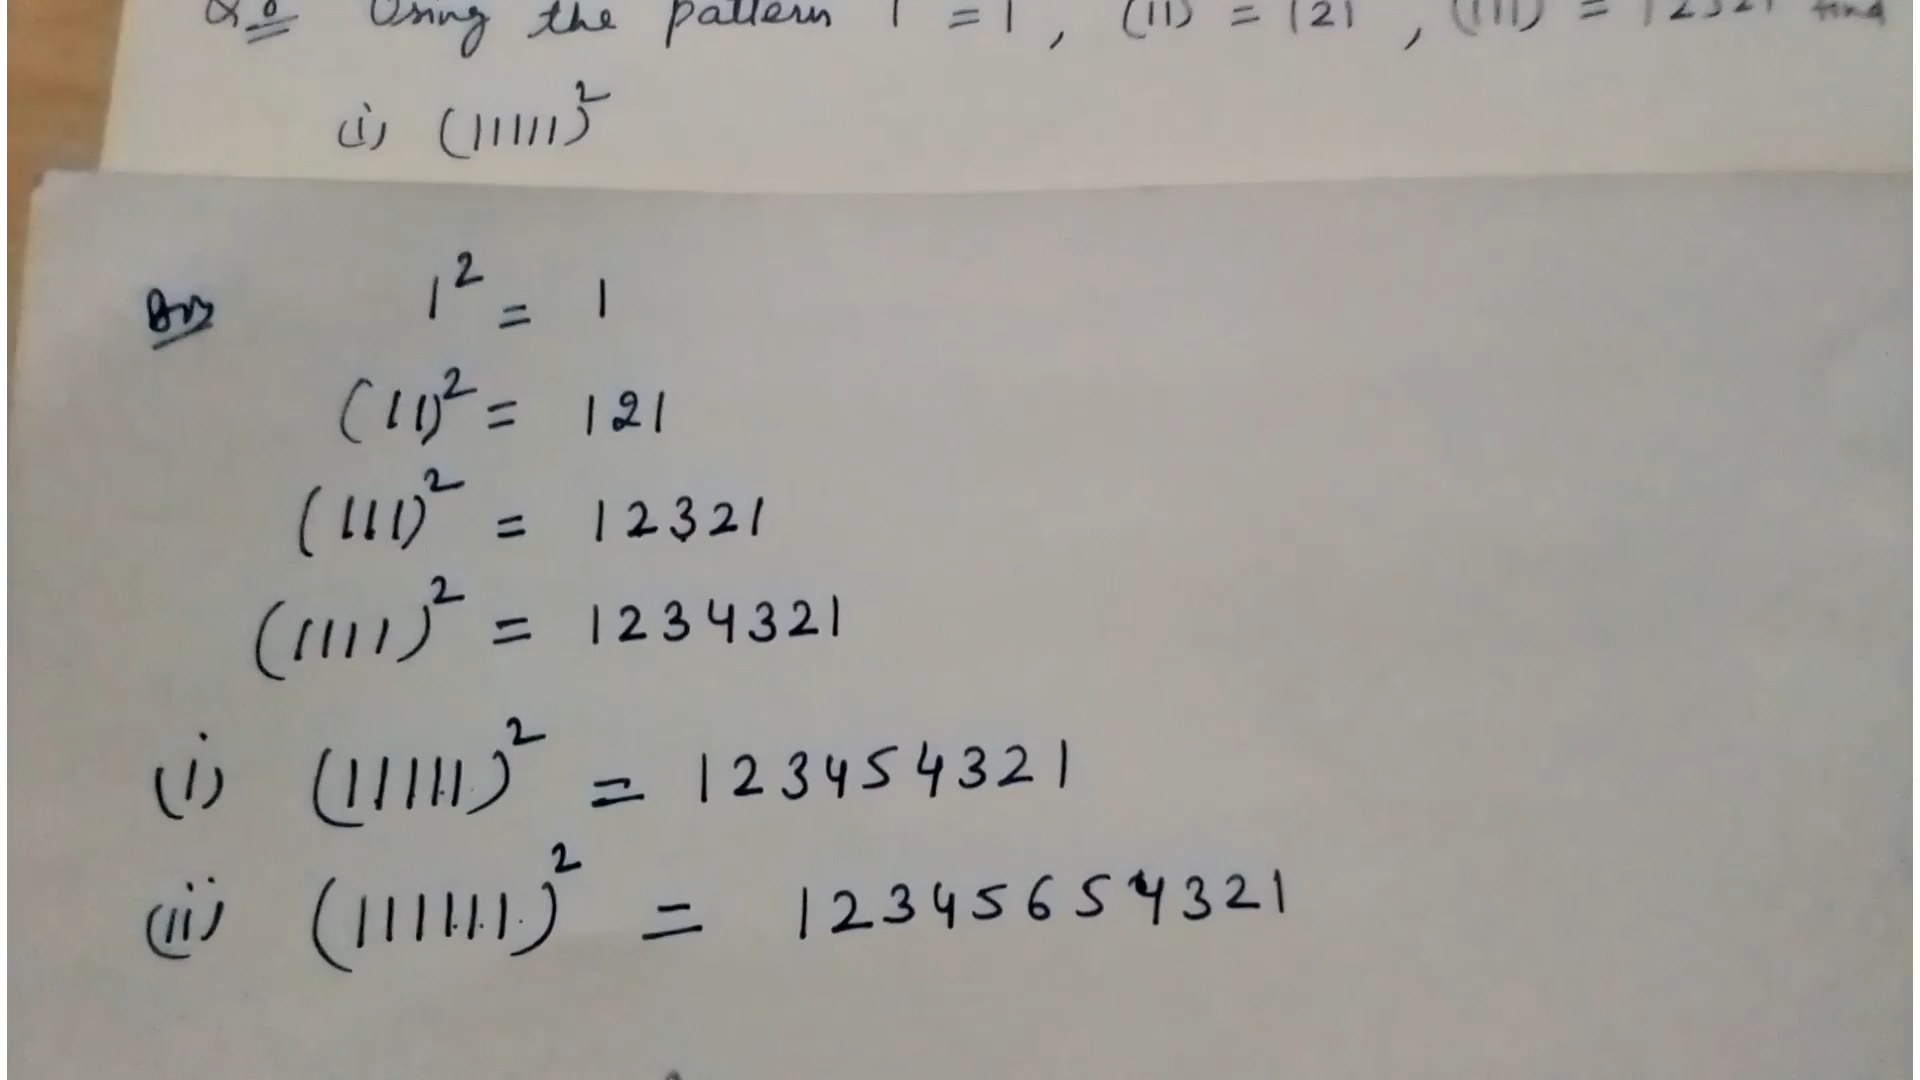 Q.8 Using the pattern 1 = 1, (11) = 121, (111) = 12321 find
(i) (11111)²
Ans 1² = 1
(11)² = 121
(111)² = 12321
(1111)² = 1234321
(i) (11111)² = 123454321
(ii) (111111)² = 12345654321